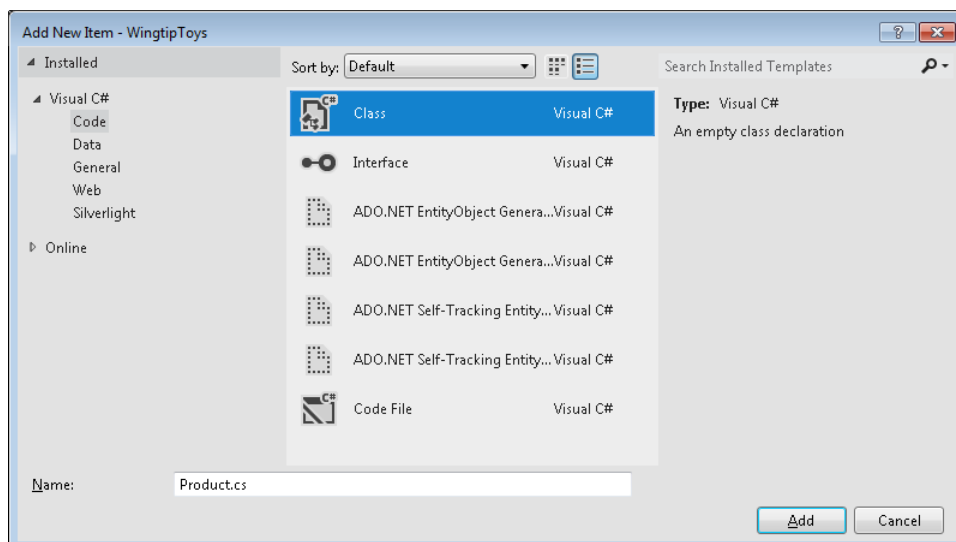 Add New Item - WingtipToys
Installed
Sort by: Default
Search Installed Templates
Visual C#
Code
Data
General
Web
Silverlight
Online
Class Visual C#
Interface Visual C#
ADO.NET EntityObject Genera...Visual C#
ADO.NET EntityObject Genera...Visual C#
ADO.NET Self-Tracking Entity... Visual C#
ADO.NET Self-Tracking Entity... Visual C#
Code File Visual C#
Type: Visual C#
An empty class declaration
Name: Product.cs
Add Cancel